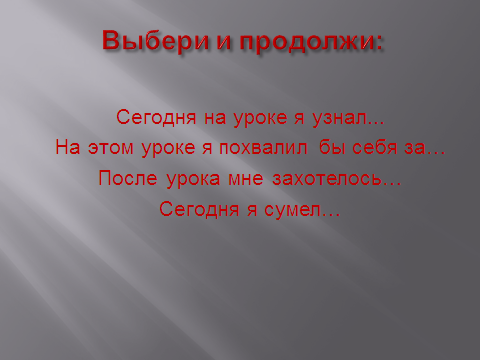 Выбери и продолжи:
Сегодня на уроке я узнал...
На этом уроке я похвалил бы себя за...
После урока мне захотелось...
Сегодня я сумел...